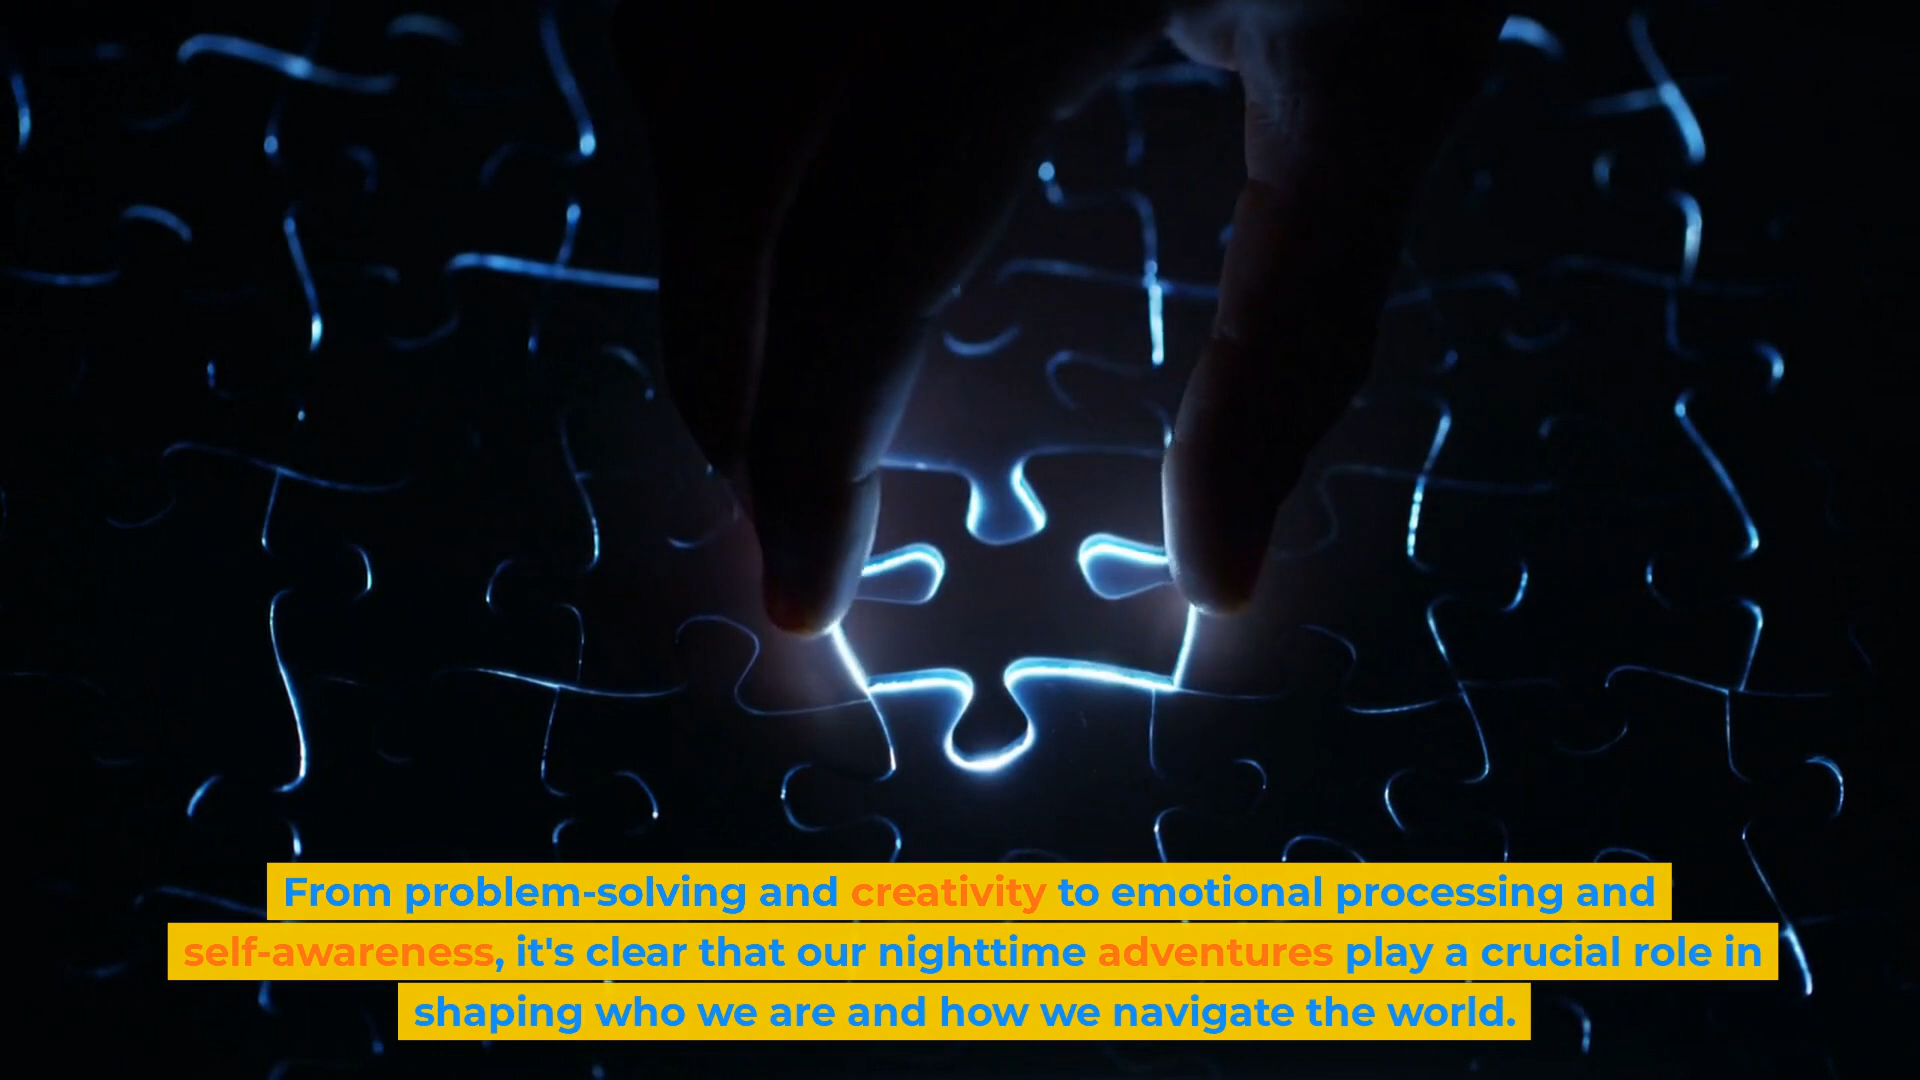 From problem-solving and creativity to emotional processing and
self-awareness, it's clear that our nighttime adventures play a crucial role in
shaping who we are and how we navigate the world.